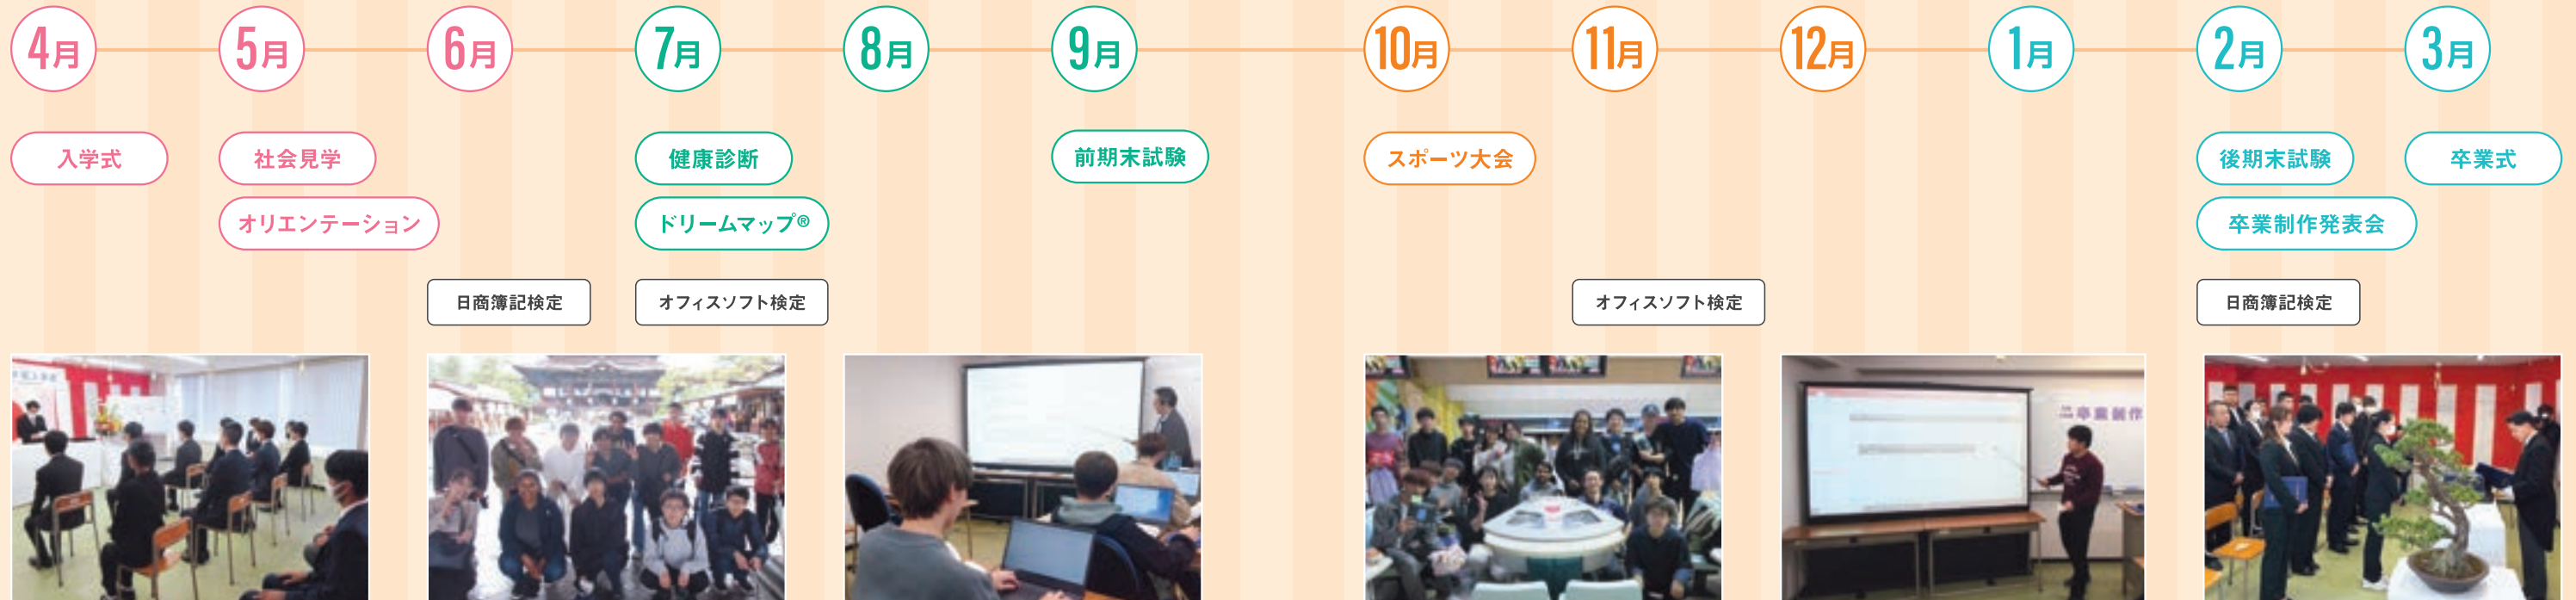 4月 5月 6月 7月 8月 9月 10月 11月 12月 1月 2月 3月
入学式
社会見学
健康診断
前期末試験
スポーツ大会
後期末試験
卒業式
オリエンテーション
ドリームマップ®
卒業制作発表会
日商簿記検定
オフィスソフト検定
オフィスソフト検定
日商簿記検定
卒業制作